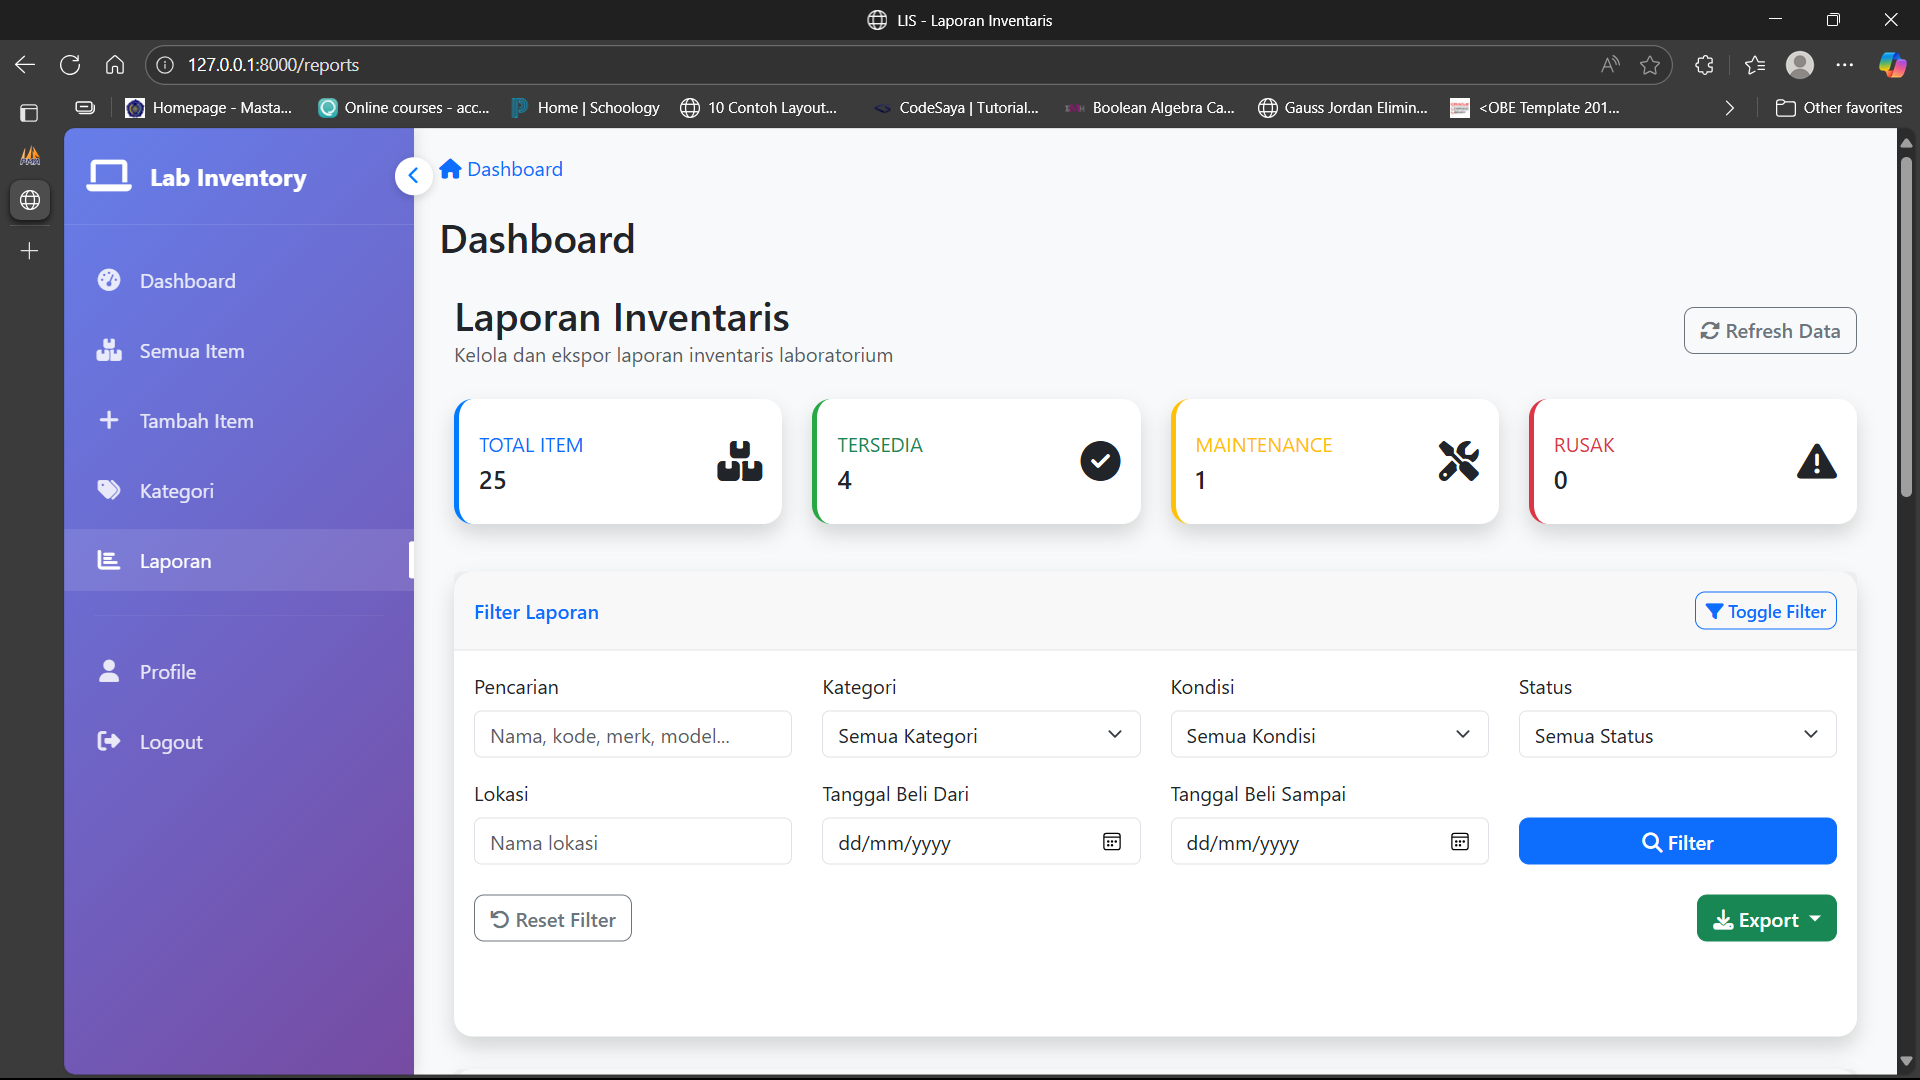 LIS - Laporan Inventaris
127.0.0.1:8000/reports
Homepage - Masta...
Online courses - acc...
Home | Schoology
10 Contoh Layout...
CodeSaya | Tutorial...
Boolean Algebra Ca...
Gauss Jordan Elimin...
<OBE Template 201...
Other favorites
Lab Inventory
Dashboard
Semua Item
Tambah Item
Kategori
Laporan
Profile
Logout
Dashboard
Dashboard
Laporan Inventaris
Kelola dan ekspor laporan inventaris laboratorium
Refresh Data
TOTAL ITEM
25
TERSEDIA
4
MAINTENANCE
1
RUSAK
0
Filter Laporan
Toggle Filter
Pencarian
Nama, kode, merk, model...
Kategori
Semua Kategori
Kondisi
Semua Kondisi
Status
Semua Status
Lokasi
Nama lokasi
Tanggal Beli Dari
dd/mm/yyyy
Tanggal Beli Sampai
dd/mm/yyyy
Filter
Reset Filter
Export